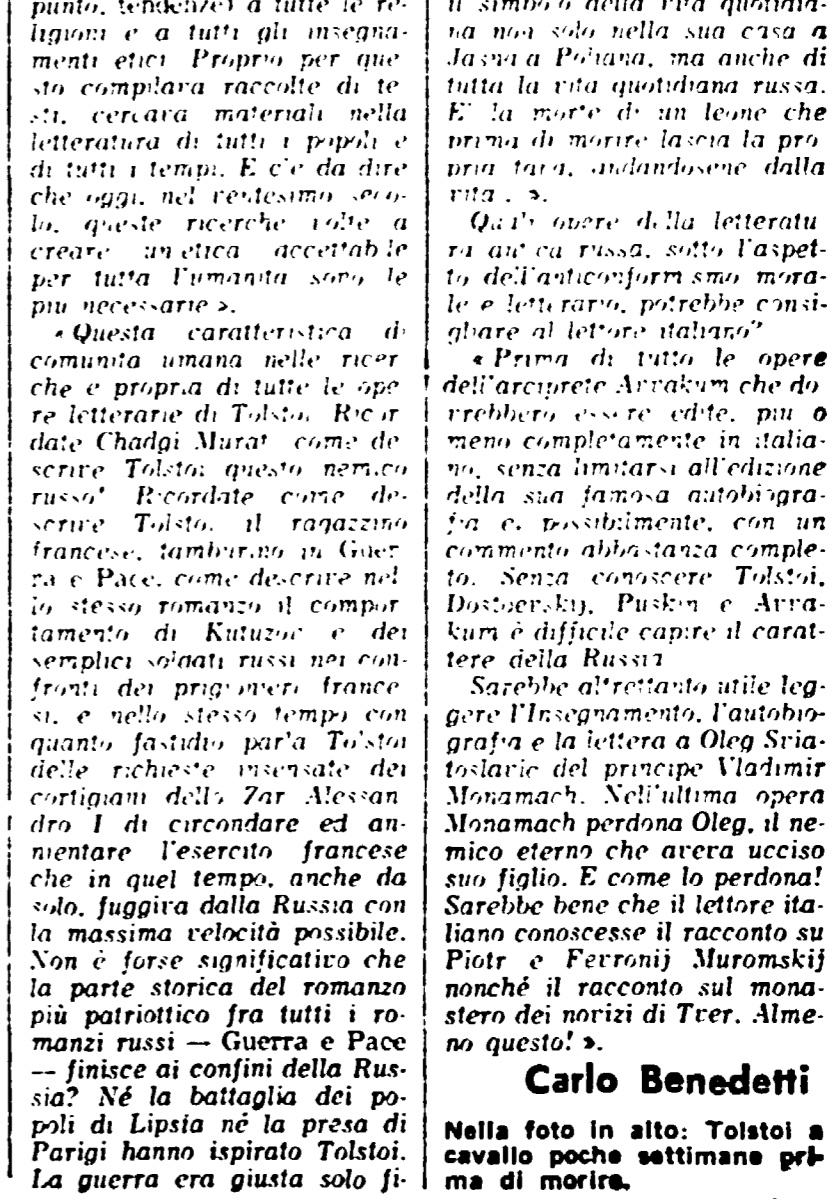 punto, tendenze) a tutte le re-
ligioni e a tutti gli insegna-
menti etici Proprio per que
sto compilava raccolte di te
sti, cercava materiali nella
letteratura di tutti i popoli e
di tutti i tempi. E c'è da dire
che oggi, nel ventesimo seco-
lo, queste ricerche volte a
creare un'etica accettabile
per tutta l'umanità sono le
più necessarie ».
« Questa caratteristica di
comunità umana nelle ricer
che è propria di tutte le ope
re letterarie di Tolstoi. Ricor
date Chadgi Murat come de
scrive Tolstoi questo nemico
russo? Ricordate come de-
scrive Tolstoi il ragazzino
francese, tamburino in Guer
ra e Pace, come descrive nel
lo stesso romanzo il compor
tamento di Kutuzov e dei
semplici soldati russi nei con-
fronti dei prigionieri france
si, e nello stesso tempo con
quanto fastidio parla Tolstoi
delle richieste insensate dei
cortigiani dello Zar Alessan
dro I di circondare ed an-
nientare l'esercito francese
che in quel tempo, anche da
solo, fuggiva dalla Russia con
la massima velocità possibile.
Non è forse significativo che
la parte storica del romanzo
più patriottico fra tutti i ro-
manzi russi — Guerra e Pace
— finisce ai confini della Rus-
sia? Né la battaglia dei po-
poli di Lipsia né la presa di
Parigi hanno ispirato Tolstoi.
La guerra era giusta solo fi-
il simbolo della vita quotidia-
na non solo nella sua casa a
Jasnaia Poliana, ma anche di
tutta la vita quotidiana russa.
E' la morte di un leone che
prima di morire lascia la pro
pria tana, andandosene dalla
vita . ».
Quali opere della letteratu
ra antica russa, sotto l'aspet-
to dell'anticonformismo mora-
le e letterario, potrebbe consi-
gliare al lettore italiano?
« Prima di tutto le opere
dell'arciprete Avvakum che do
vrebbero essere edite, più o
meno completamente in italia-
no, senza limitarsi all'edizione
della sua famosa autobiogra-
fia e, possibilmente, con un
commento abbastanza comple-
to. Senza conoscere Tolstoi,
Dostoevskij, Puskin e Avva-
kum è difficile capire il carat-
tere della Russia
Sarebbe altrettanto utile leg-
gere l'Insegnamento, l'autobio-
grafia e la lettera a Oleg Svia-
toslavic del principe Vladimir
Monamach. Nell'ultima opera
Monamach perdona Oleg, il ne-
mico eterno che aveva ucciso
suo figlio. E come lo perdona!
Sarebbe bene che il lettore ita-
liano conoscesse il racconto su
Piotr e Fevronij Muromskij
nonché il racconto sul mona-
stero dei novizi di Tver. Alme-
no questo! ».
Carlo Benedetti
Nella foto in alto: Tolstoi a
cavallo poche settimane pri-
ma di morire.